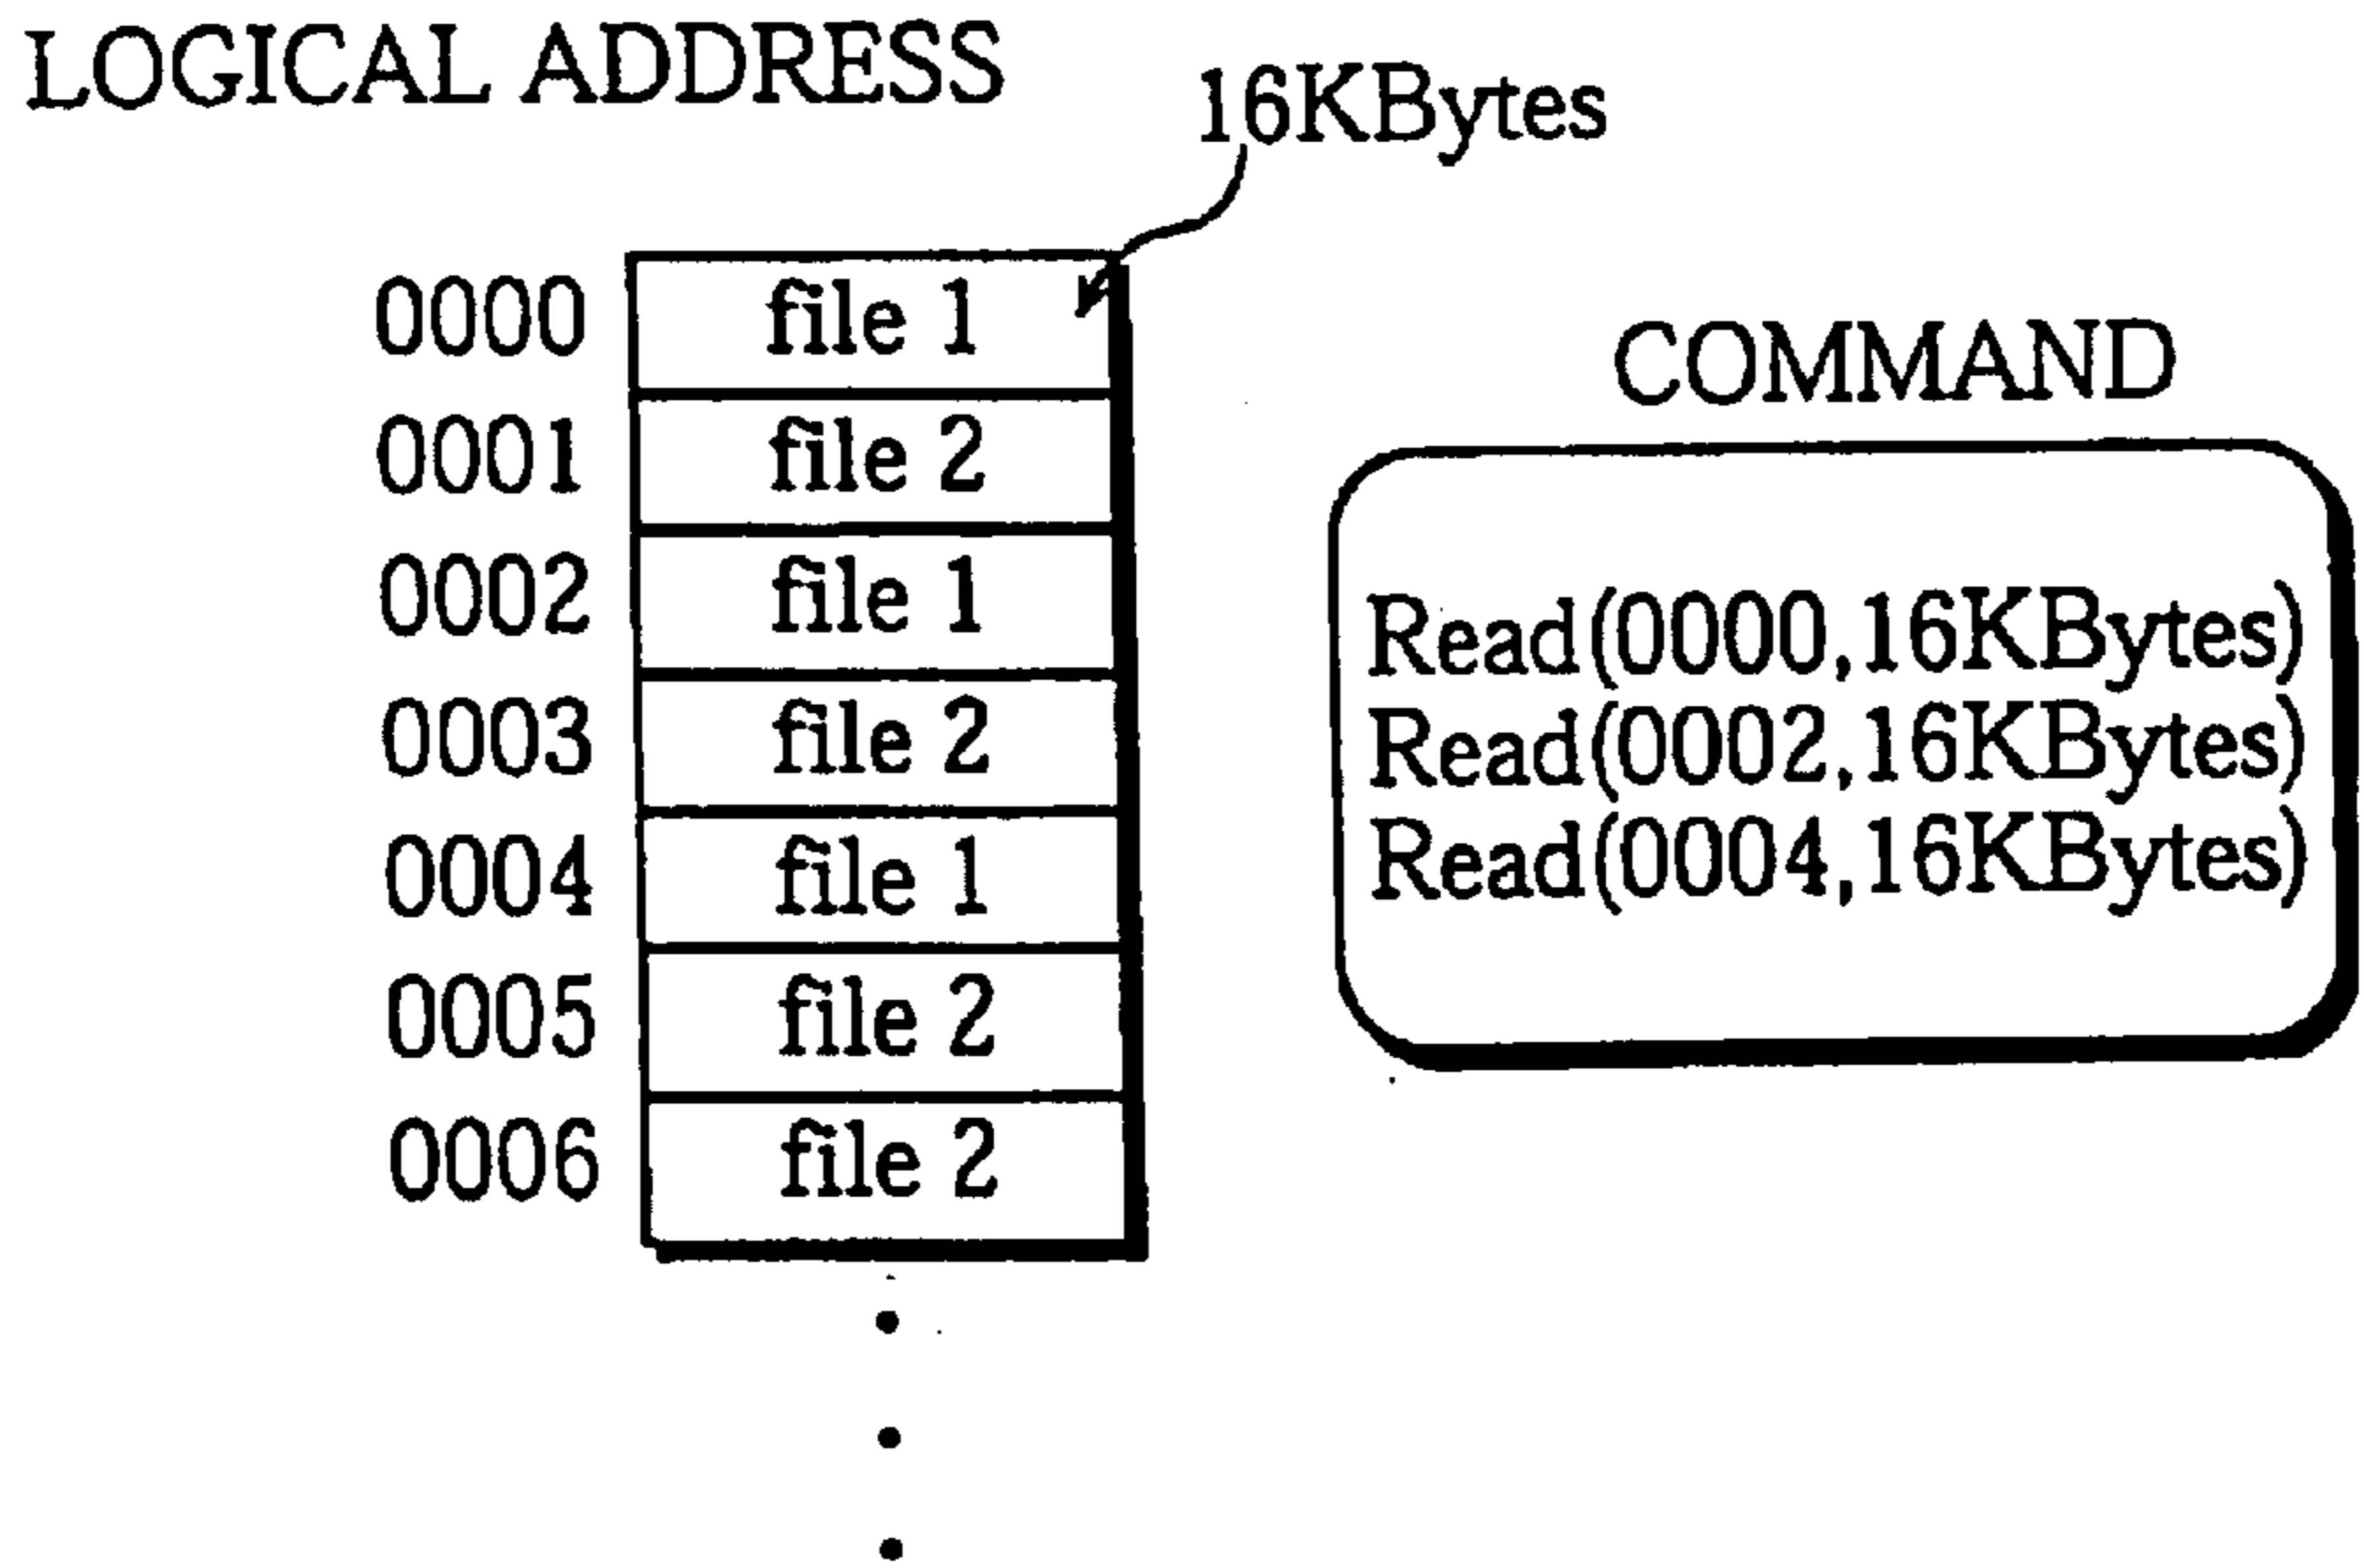 LOGICAL ADDRESS
16KBytes
0000 file 1
0001 file 2
0002 file 1
0003 file 2
0004 file 1
0005 file 2
0006 file 2
COMMAND
Read(0000,16KBytes)
Read(0002,16KBytes)
Read(0004,16KBytes)